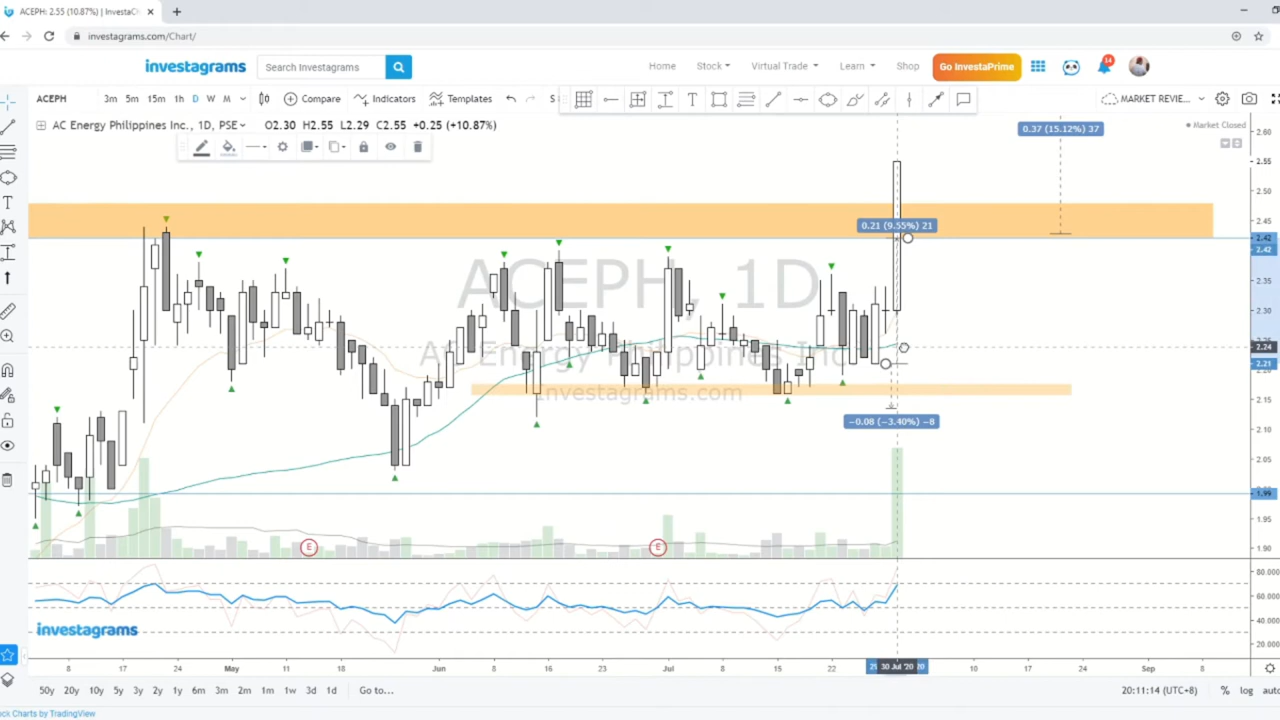 ACEPH: 2.55 (10.87%) | InvestaCh
investagrams.com/Chart/
investagrams
Search Investagrams
Home
Stock
Virtual Trade
Learn
Shop
Go InvestaPrime
14
ACEPH
3m
5m
15m
1h
D
W
M
Compare
Indicators
Templates
S
T
MARKET REVIE...
AC Energy Philippines Inc., 1D, PSE
O2.30 H2.55 L2.29 C2.55 +0.25 (+10.87%)
0.37 (15.12%) 37
Market Closed
2.60
2.55
2.50
2.45
2.42
2.42
2.35
2.30
2.24
2.21
2.15
2.10
2.05
1.99
1.95
1.90
0.21 (9.55%) 21
ACEPH, 1D
AC Energy Philippines Inc.
Investagrams.com
−0.08 (−3.40%) −8
E
E
80.000
60.000
40.000
20.000
investagrams
8
17
24
May
11
18
Jun
8
16
23
Jul
8
15
22
30 Jul '20
10
17
24
Sep
8
50y
20y
10y
5y
3y
2y
1y
6m
3m
2m
1m
1w
3d
1d
Go to...
20:11:14 (UTC+8)
%
log
auto
ock Charts by TradingView